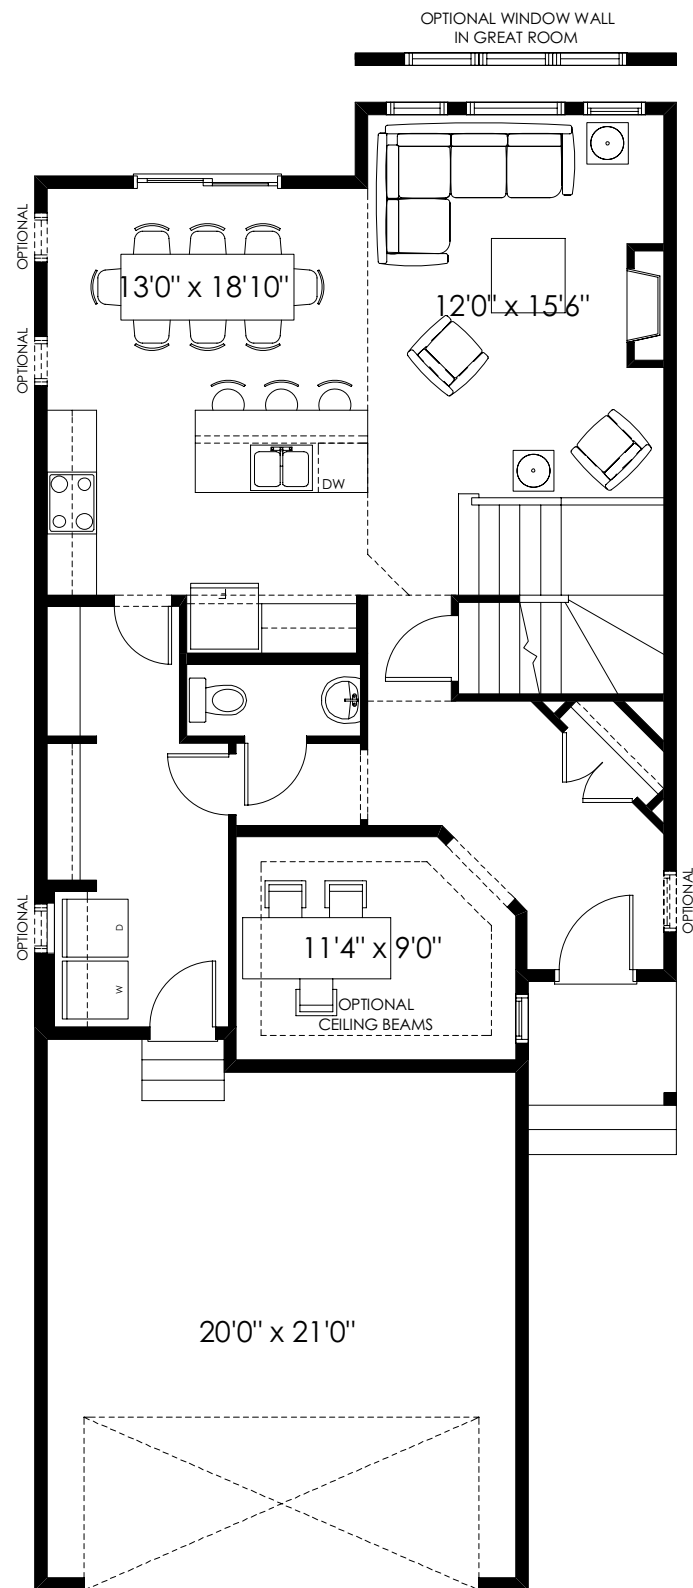 OPTIONAL WINDOW WALL
IN GREAT ROOM
OPTIONAL
13'0" x 18'10"
12'0" x 15'6"
OPTIONAL
DW
OPTIONAL
OPTIONAL
D
11'4" x 9'0"
W
OPTIONAL
CEILING BEAMS
20'0" x 21'0"